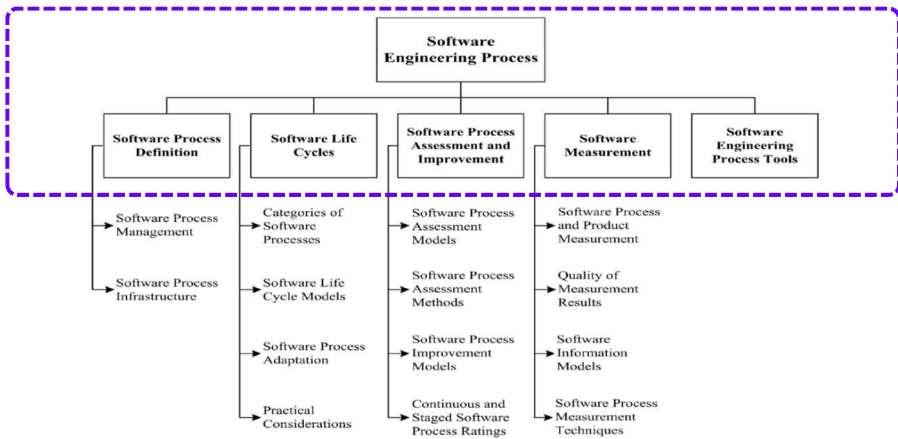 Software
Engineering Process
Software Process
Definition
Software Life
Cycles
Software Process
Assessment and
Improvement
Software
Measurement
Software
Engineering
Process Tools
Software Process
Management
Software Process
Infrastructure
Categories of
Software
Processes
Software Life
Cycle Models
Software Process
Adaptation
Practical
Considerations
Software Process
Assessment
Models
Software Process
Assessment
Methods
Software Process
Improvement
Models
Continuous and
Staged Software
Process Ratings
Software Process
and Product
Measurement
Quality of
Measurement
Results
Software
Information
Models
Software Process
Measurement
Techniques